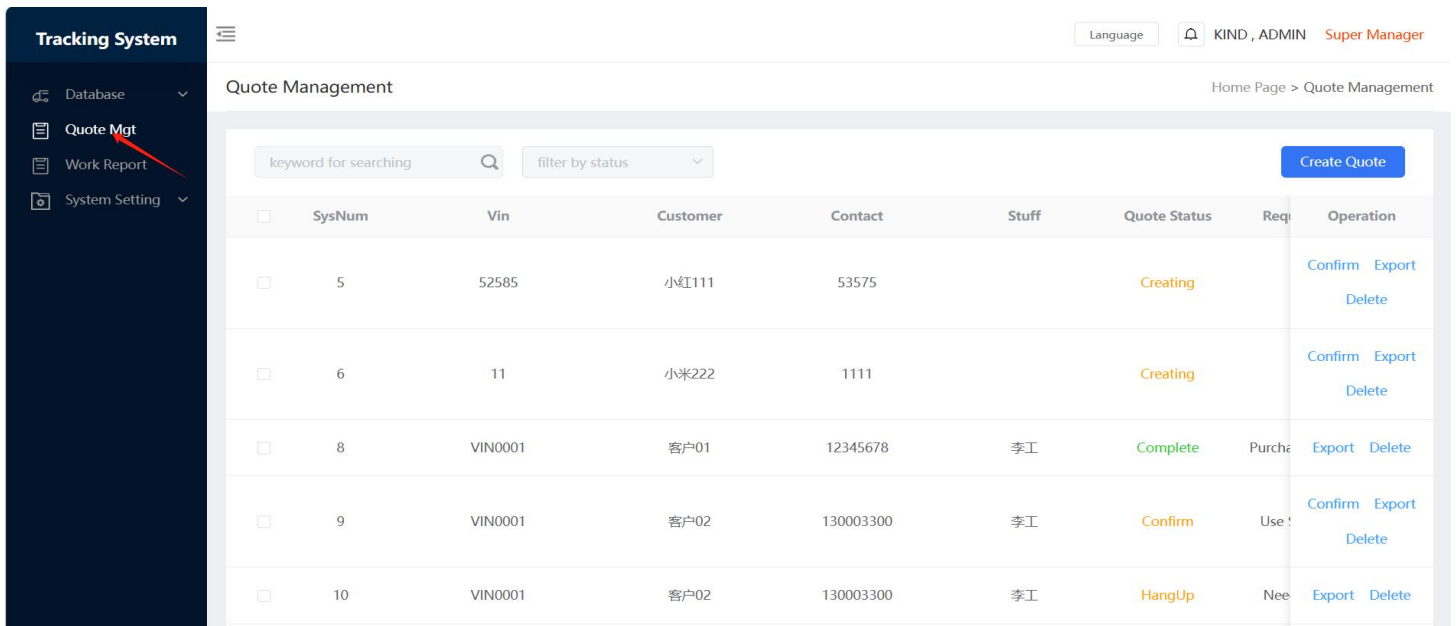 Tracking System
Language
KIND , ADMIN Super Manager
Database
Quote Mgt
Work Report
System Setting
Quote Management
Home Page > Quote Management
keyword for searching
filter by status
Create Quote
SysNum Vin Customer Contact Stuff Quote Status Operation
5 52585 小红111 53575 Creating Confirm Export
Delete
6 11 小米222 1111 Creating Confirm Export
Delete
8 VIN0001 客户01 12345678 李工 Complete Export Delete
9 VIN0001 客户02 130003300 李工 Confirm Use Confirm Export
Delete
10 VIN0001 客户02 130003300 李工 HangUp Export Delete